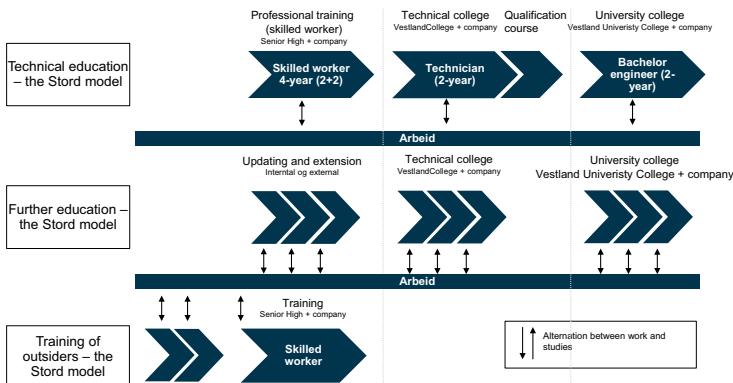 Professional training
(skilled worker)
Senior High + company
Technical college
VestlandCollege + company
Qualification
course
University college
Vestland Univeristy College + company
Technical education
– the Stord model
Skilled worker
4-year (2+2)
Technician
(2-year)
Bachelor
engineer (2-
year)
Arbeid
Updating and extension
Interntal og external
Technical college
VestlandCollege + company
University college
Vestland Univeristy College + company
Further education –
the Stord model
Arbeid
Training
Senior High + company
Training of
outsiders – the
Stord model
Skilled
worker
Alternation between work and
studies